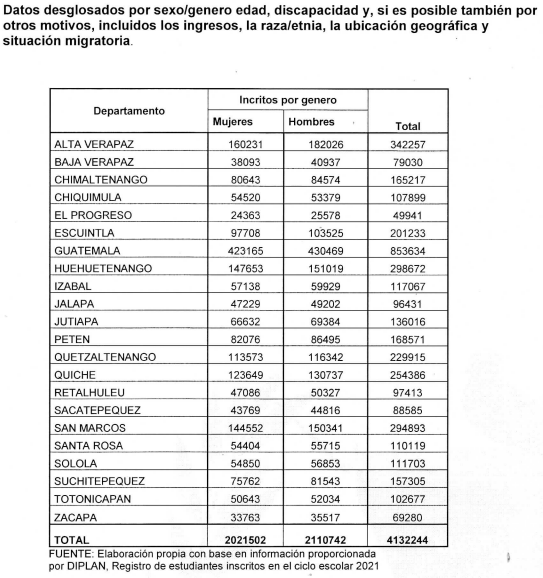 Datos desglosados por sexo/genero edad, discapacidad y, si es posible también por
otros motivos, incluidos los ingresos, la raza/etnia, la ubicación geográfica y
situación migratoria.
Departamento Incritos por genero Total
Mujeres Hombres
ALTA VERAPAZ 160231 182026 342257
BAJA VERAPAZ 38093 40937 79030
CHIMALTENANGO 80643 84574 165217
CHIQUIMULA 54520 53379 107899
EL PROGRESO 24363 25578 49941
ESCUINTLA 97708 103525 201233
GUATEMALA 423165 430469 853634
HUEHUETENANGO 147653 151019 298672
IZABAL 57138 59929 117067
JALAPA 47229 49202 96431
JUTIAPA 66632 69384 136016
PETEN 82076 86495 168571
QUETZALTENANGO 113573 116342 229915
QUICHE 123649 130737 254386
RETALHULEU 47086 50327 97413
SACATEPEQUEZ 43769 44816 88585
SAN MARCOS 144552 150341 294893
SANTA ROSA 54404 55715 110119
SOLOLA 54850 56853 111703
SUCHITEPEQUEZ 75762 81543 157305
TOTONICAPAN 50643 52034 102677
ZACAPA 33763 35517 69280
TOTAL 2021502 2110742 4132244
FUENTE: Elaboración propia con base en información proporcionada
por DIPLAN, Registro de estudiantes inscritos en el ciclo escolar 2021